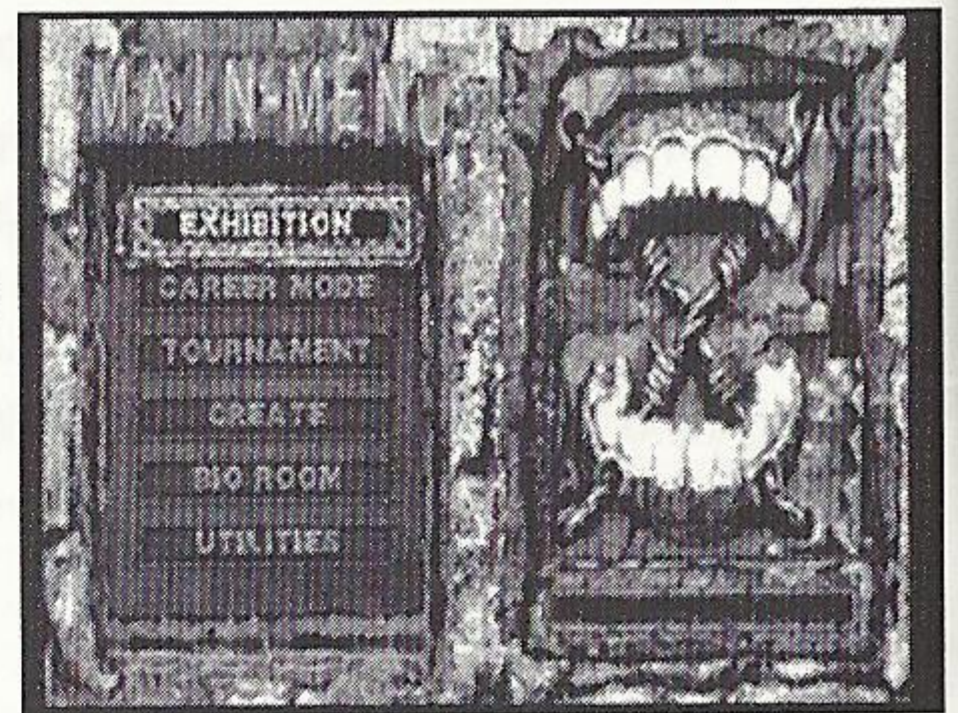 MAIN·MENU
EXHIBITION
CAREER MODE
TOURNAMENT
CREATE
BIO ROOM
UTILITIES